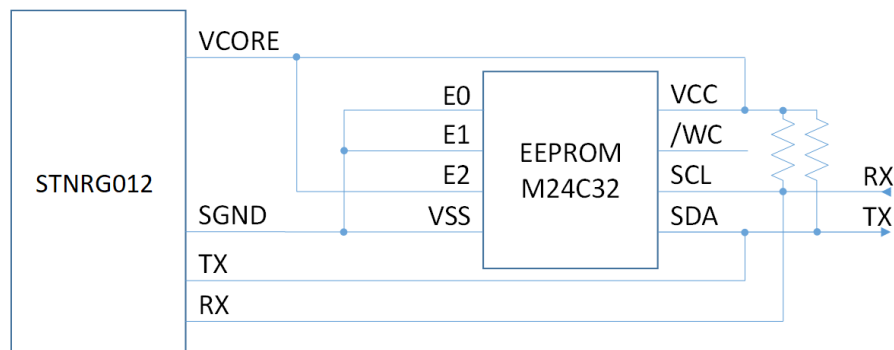 VCORE
E0
VCC
E1
/WC
EEPROM
M24C32
STNRG012
E2
SCL
RX
SGND
VSS
SDA
TX
TX
RX